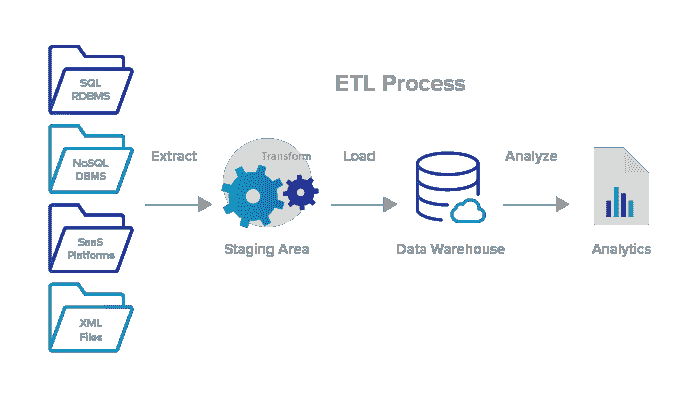 ETL Process
SQL
RDBMS
NoSQL
DBMS
SaaS
Platforms
XML
Files
Extract
Transform
Staging Area
Load
Data Warehouse
Analyze
Analytics